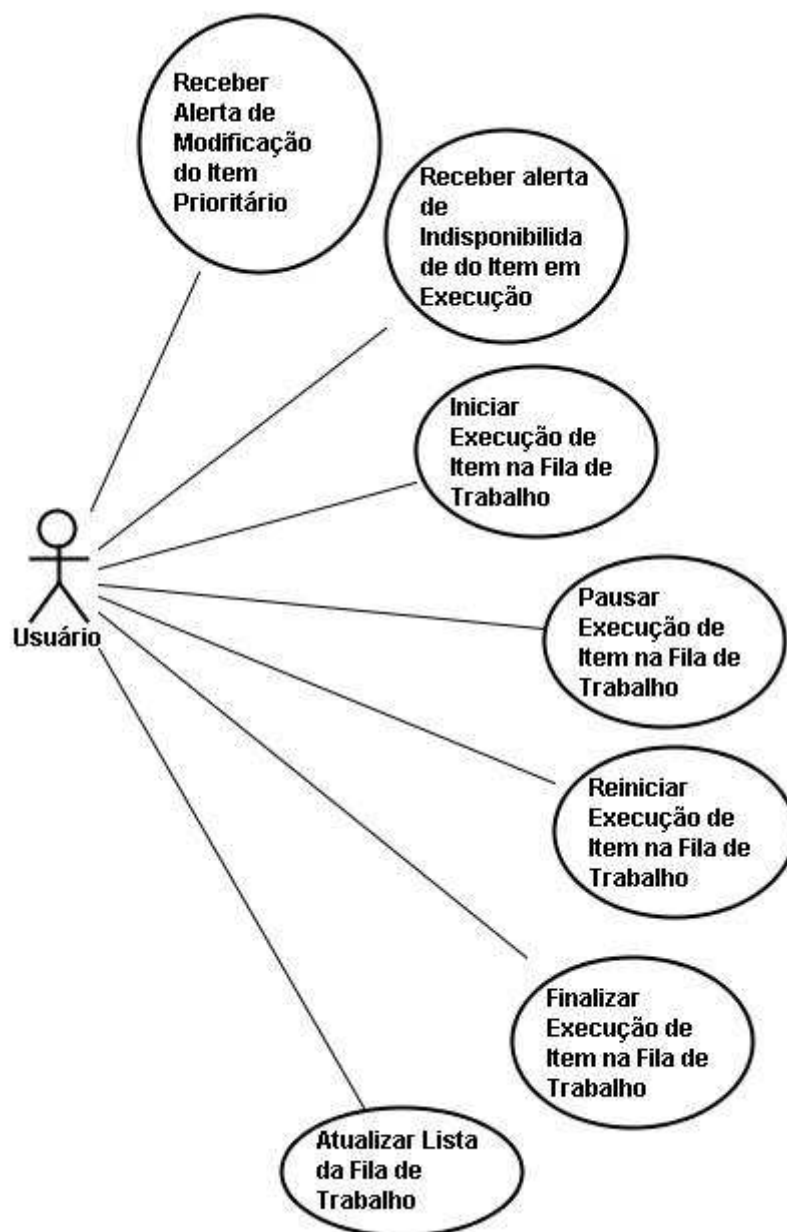 Receber
Alerta de
Modificação
do Item
Prioritário
Receber alerta
de
Indisponibilida
de do Item em
Execução
Iniciar
Execução de
Item na Fila de
Trabalho
Usuário
Pausar
Execução de
Item na Fila de
Trabalho
Reiniciar
Execução de
Item na Fila de
Trabalho
Finalizar
Execução de
Item na Fila de
Trabalho
Atualizar Lista
da Fila de
Trabalho